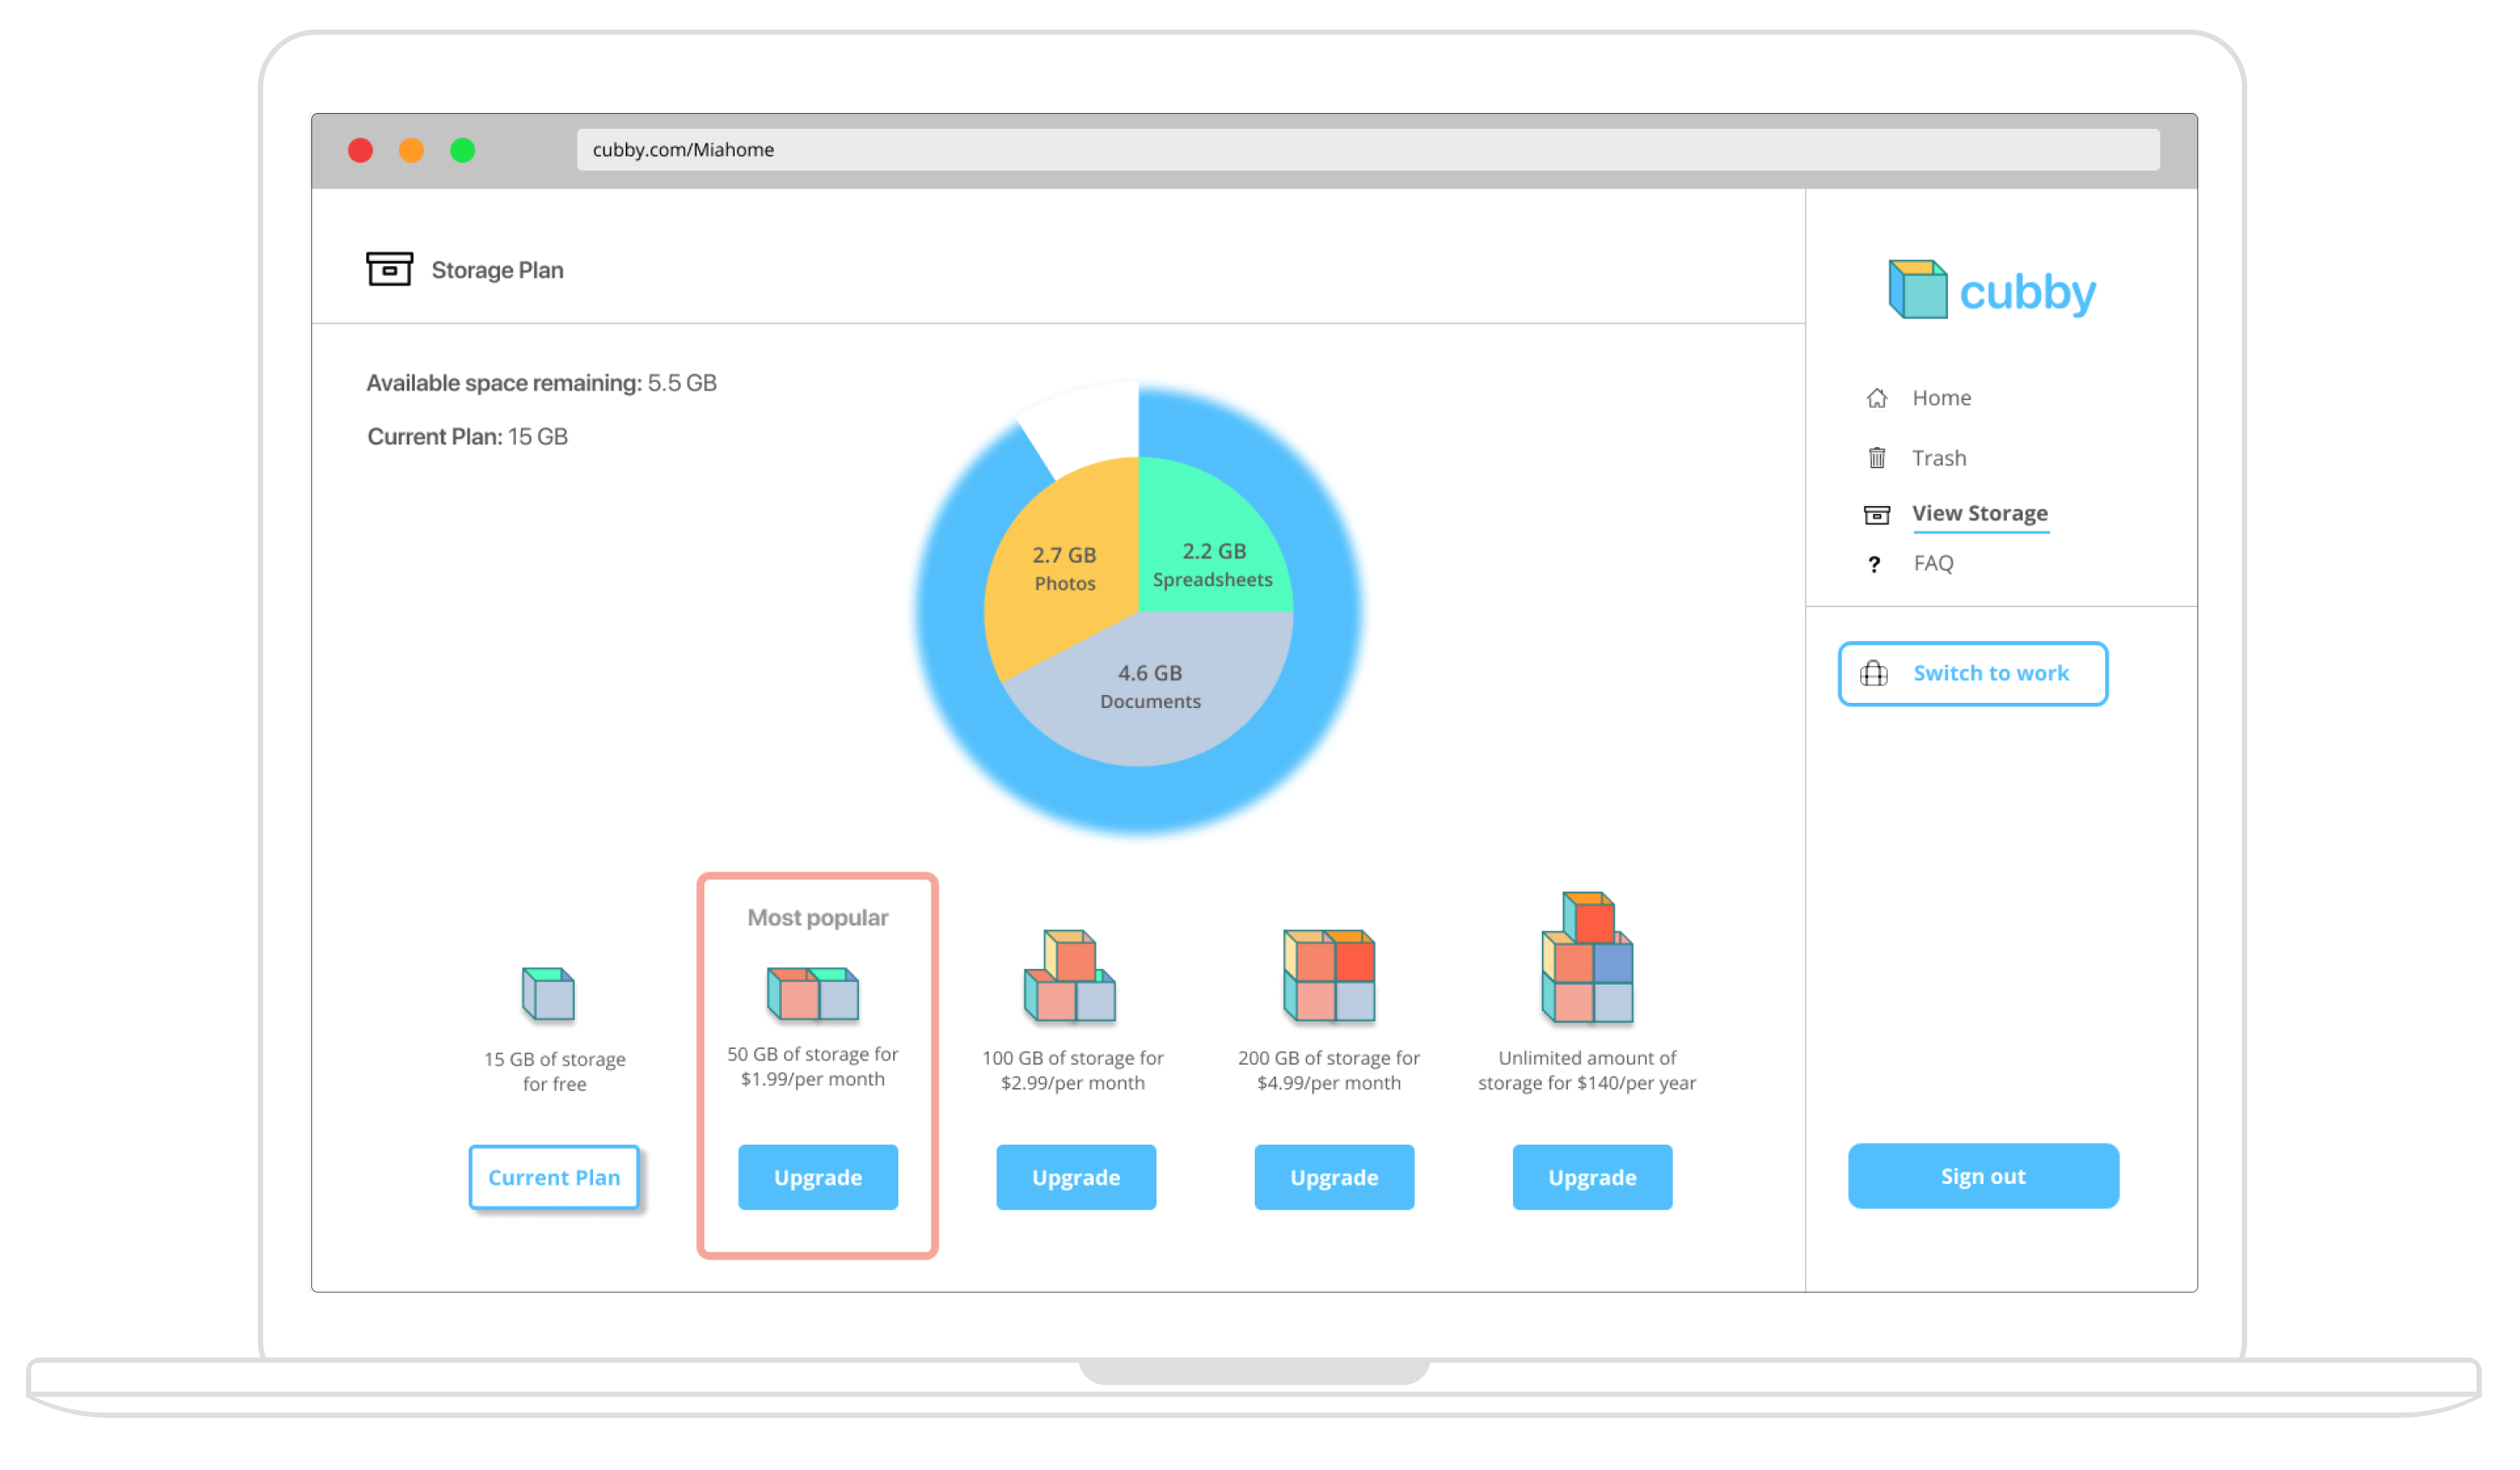 cubby.com/Miahome
Storage Plan
cubby
Available space remaining: 5.5 GB
Current Plan: 15 GB
2.7 GB
Photos
2.2 GB
Spreadsheets
4.6 GB
Documents
Home
Trash
View Storage
? FAQ
Switch to work
15 GB of storage
for free
Current Plan
Most popular
50 GB of storage for
$1.99/per month
Upgrade
100 GB of storage for
$2.99/per month
Upgrade
200 GB of storage for
$4.99/per month
Upgrade
Unlimited amount of
storage for $140/per year
Upgrade
Sign out